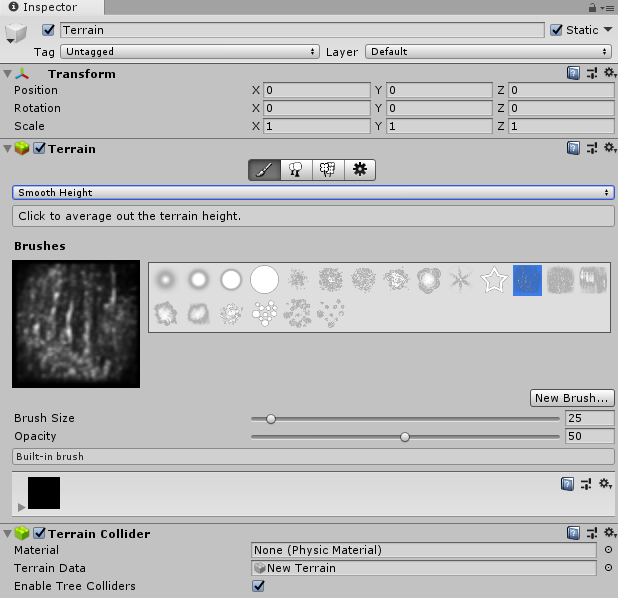 Inspector
Terrain Static
Tag Untagged Layer Default
Transform
Position X 0 Y 0 Z 0
Rotation X 0 Y 0 Z 0
Scale X 1 Y 1 Z 1
Terrain
Smooth Height
Click to average out the terrain height.
Brushes
New Brush...
Brush Size 25
Opacity 50
Built-in brush
Terrain Collider
Material None (Physic Material)
Terrain Data New Terrain
Enable Tree Colliders